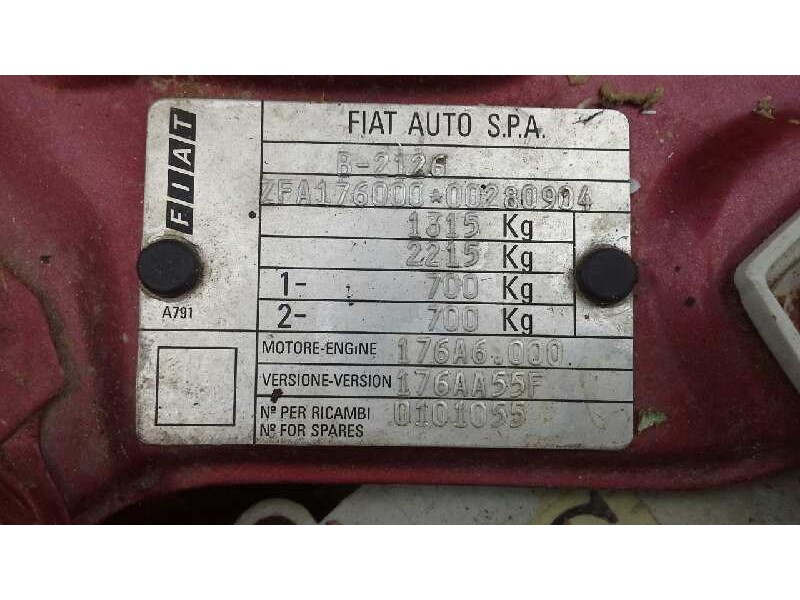 FIAT
FIAT AUTO S.P.A.
B-2126
ZFA176000*00280904
1315 Kg
2215 Kg
1- 700 Kg
2- 700 Kg
A791
MOTORE-ENGINE 176A6.000
VERSIONE-VERSION 176AA55F
Nº PER RICAMBI 0101055
Nº FOR SPARES